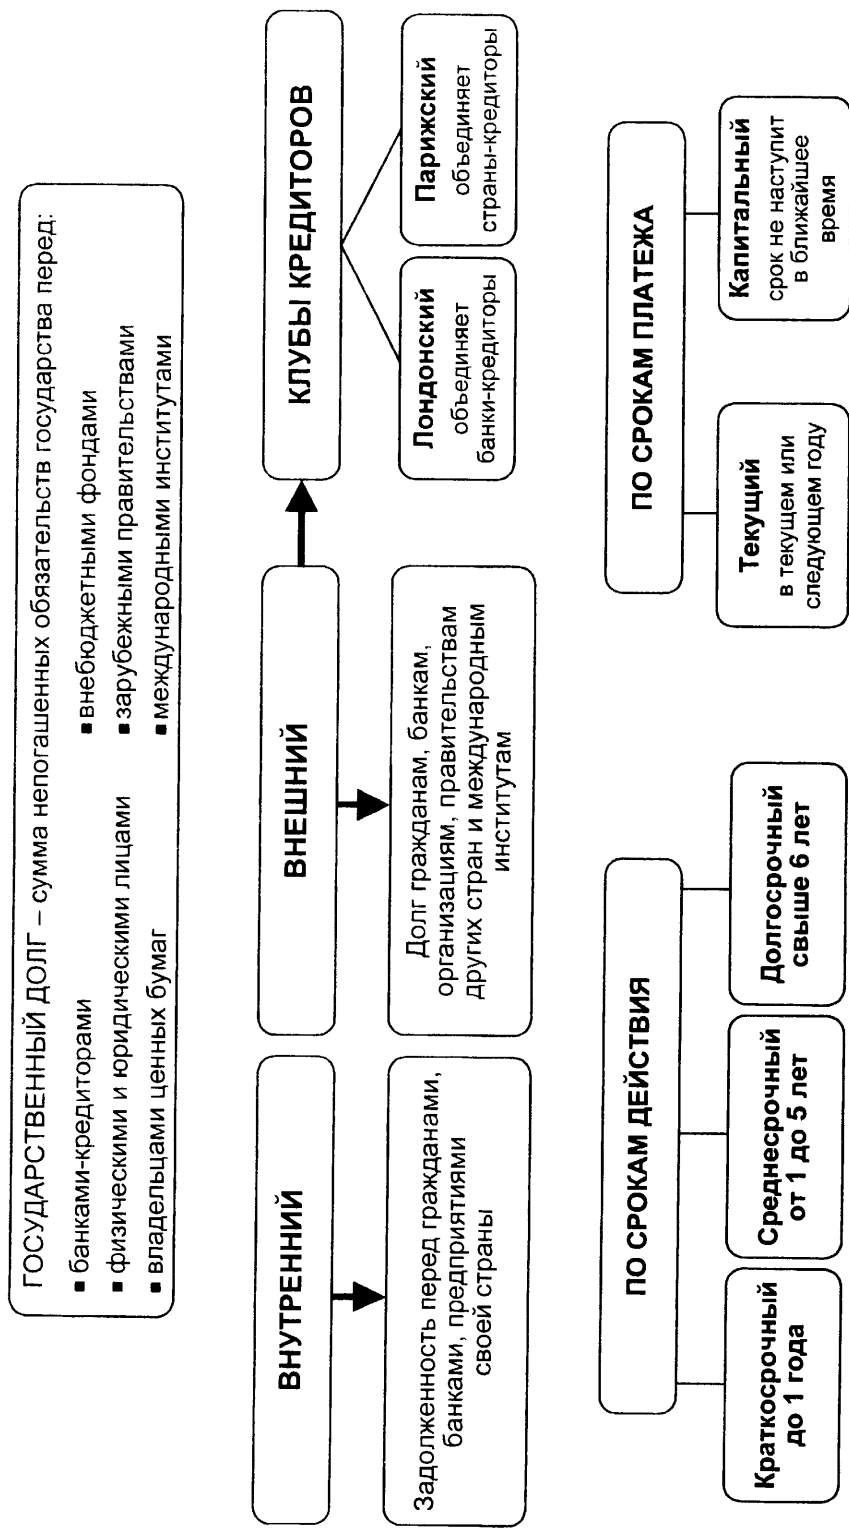 ГОСУДАРСТВЕННЫЙ ДОЛГ – сумма непогашенных обязательств государства перед:
▪ банками-кредиторами
▪ физическими и юридическими лицами
▪ владельцами ценных бумаг
▪ внебюджетными фондами
▪ зарубежными правительствами
▪ международными институтами
ВНУТРЕННИЙ
Задолженность перед гражданами,
банками, предприятиями
своей страны
ВНЕШНИЙ
Долг гражданам, банкам,
организациям, правительствам
других стран и международным
институтам
КЛУБЫ КРЕДИТОРОВ
Лондонский
объединяет
банки-кредиторы
Парижский
объединяет
страны-кредиторы
ПО СРОКАМ ДЕЙСТВИЯ
Краткосрочный
до 1 года
Среднесрочный
от 1 до 5 лет
Долгосрочный
свыше 6 лет
ПО СРОКАМ ПЛАТЕЖА
Текущий
в текущем или
следующем году
Капитальный
срок не наступит
в ближайшее
время